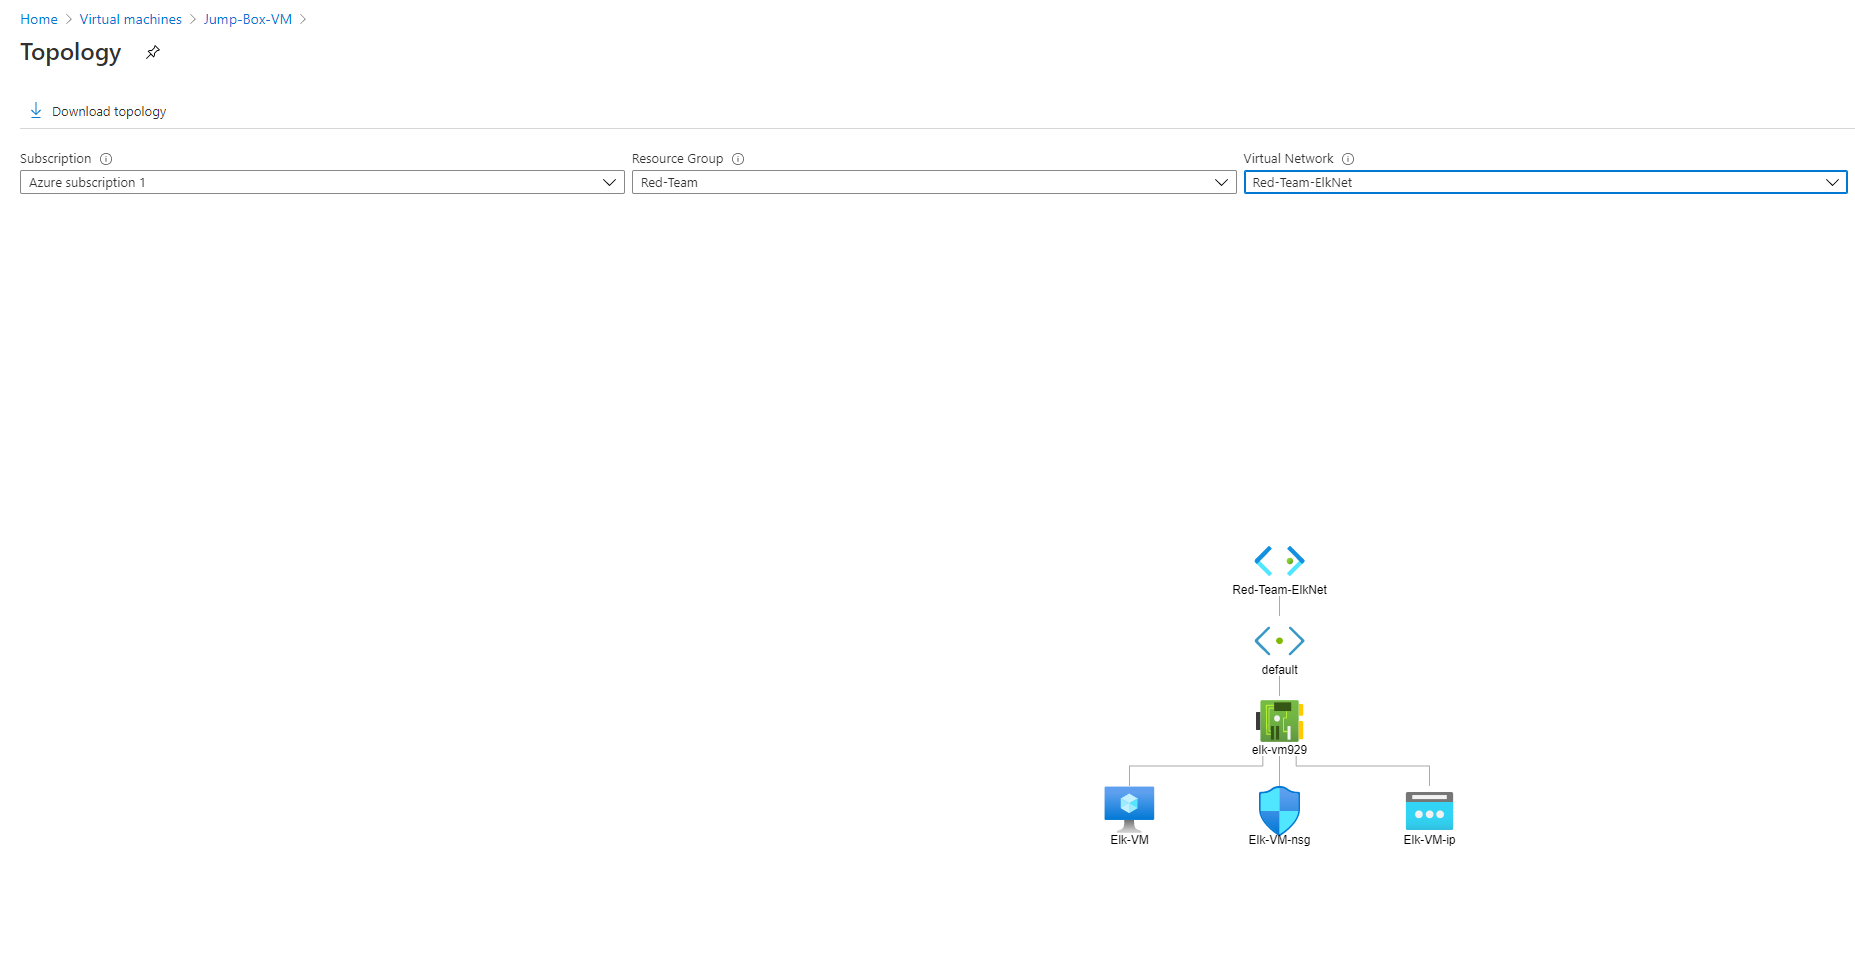 Home > Virtual machines > Jump-Box-VM >
Topology
Download topology
Subscription Resource Group Virtual Network
Azure subscription 1 Red-Team Red-Team-ElkNet
Red-Team-ElkNet
default
elk-vm929
Elk-VM Elk-VM-nsg Elk-VM-ip